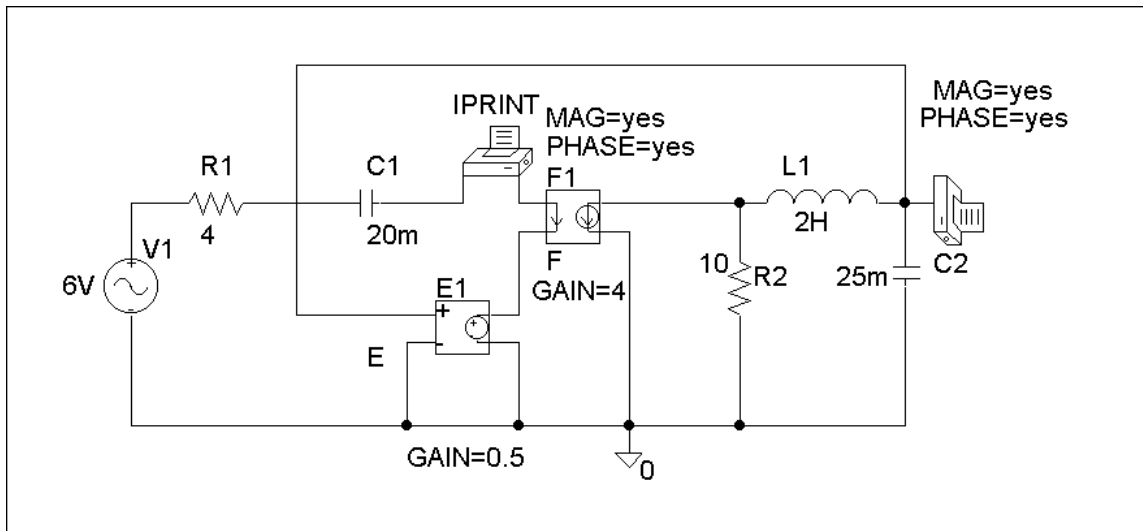 IPRINT
MAG=yes
PHASE=yes
MAG=yes
PHASE=yes
R1
4
C1
20m
F1
F
GAIN=4
L1
2H
V1
6V
E1
+
-
E
GAIN=0.5
10
R2
25m
C2
0